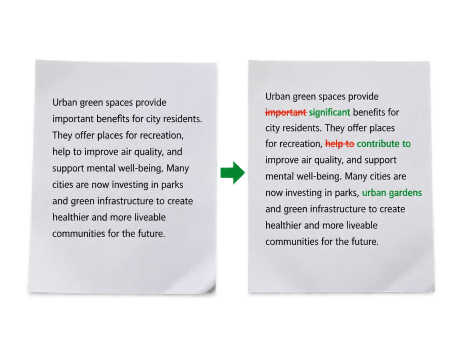 Urban green spaces provide
important benefits for city residents.
They offer places for recreation,
help to improve air quality, and
support mental well-being. Many
cities are now investing in parks
and green infrastructure to create
healthier and more liveable
communities for the future.
Urban green spaces provide
important significant benefits for
city residents. They offer places
for recreation, help to contribute to
improve air quality, and support
mental well-being. Many cities are
now investing in parks, urban gardens
and green infrastructure to create
healthier and more liveable
communities for the future.